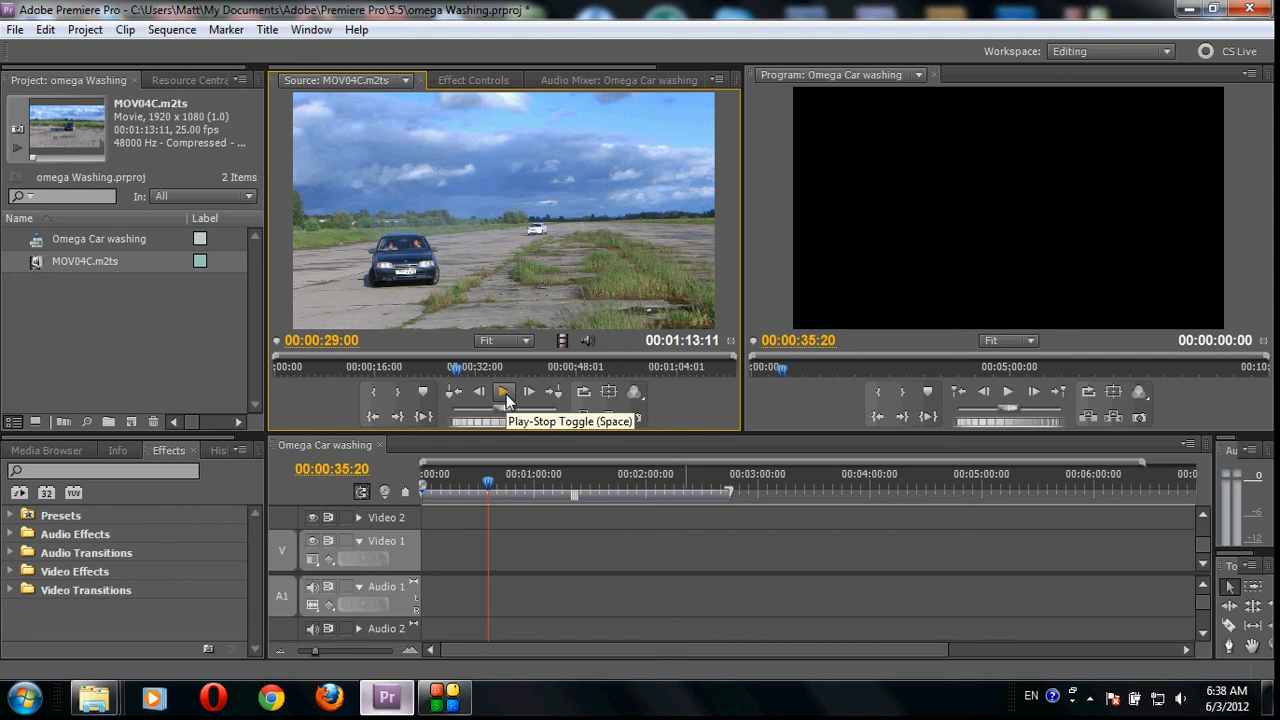 Adobe Premiere Pro - C:\Users\Matt\My Documents\Adobe\Premiere Pro\5.5\omega Washing.prproj *
File Edit Project Clip Sequence Marker Title Window Help
Workspace: Editing CS Live
Project: omega Washing Resource Centra
MOV04C.m2ts
Movie, 1920 x 1080 (1.0)
00:01:13:11, 25.00 fps
48000 Hz - Compressed - ...
omega Washing.prproj 2 Items
In: All
Name Label
Omega Car washing
MOV04C.m2ts
Source: MOV04C.m2ts Effect Controls Audio Mixer: Omega Car washing
00:00:29:00 Fit 00:01:13:11
;00;00 00;00;16;00 00;00;32;00 00;00;48;01 00;01;04;01
Play-Stop Toggle (Space)
Program: Omega Car washing
00:00:35:20 Fit 00:00:00:00
00:00 00:05:00:00 00:10:
Media Browser Info Effects His
32 YUV
Presets
Audio Effects
Audio Transitions
Video Effects
Video Transitions
Omega Car washing
00:00:35:20
:00:00 00:01:00:00 00:02:00:00 00:03:00:00 00:04:00:00 00:05:00:00 00:06:00:00 00:0
Video 2
V Video 1
A1 Audio 1
L
R
Audio 2
Au
0
-6
-12
To
Pr
EN
6:38 AM
6/3/2012